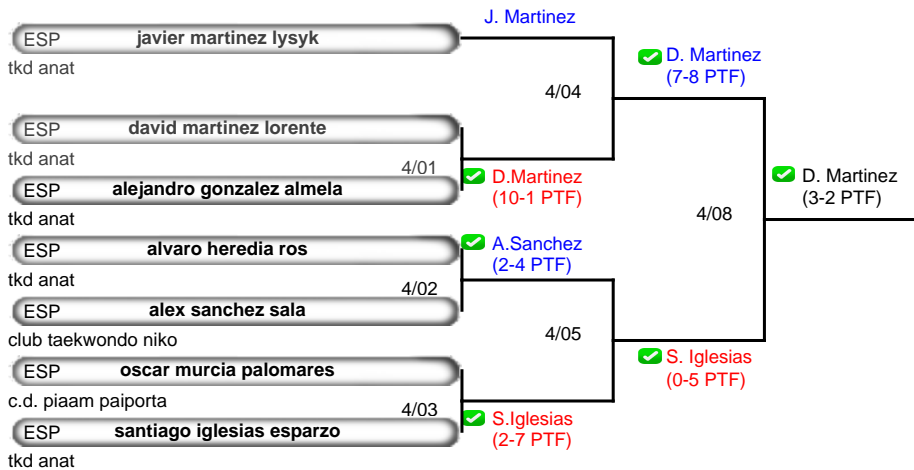 J. Martinez
ESP javier martinez lysyk
tkd anat
D. Martinez
(7-8 PTF)
4/04
ESP david martinez lorente
tkd anat
4/01
ESP alejandro gonzalez almela
tkd anat
D.Martinez
(10-1 PTF)
D. Martinez
(3-2 PTF)
4/08
ESP alvaro heredia ros
tkd anat
A.Sanchez
(2-4 PTF)
4/02
ESP alex sanchez sala
club taekwondo niko
4/05
S. Iglesias
(0-5 PTF)
ESP oscar murcia palomares
c.d. piaam paiporta
4/03
ESP santiago iglesias esparzo
tkd anat
S.Iglesias
(2-7 PTF)